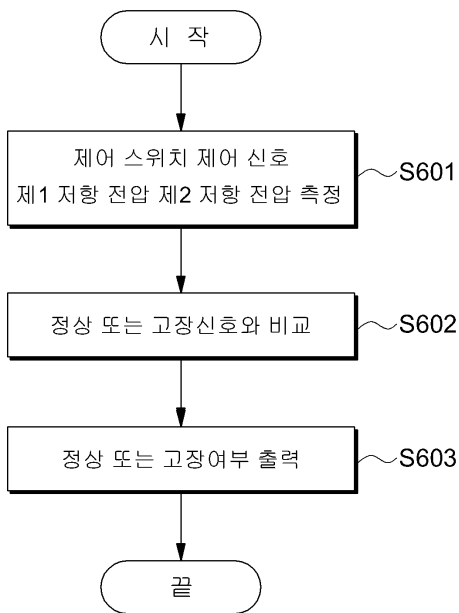 시 작
제어 스위치 제어 신호
제1 저항 전압 제2 저항 전압 측정
S601
정상 또는 고장신호와 비교
S602
정상 또는 고장여부 출력
S603
끝